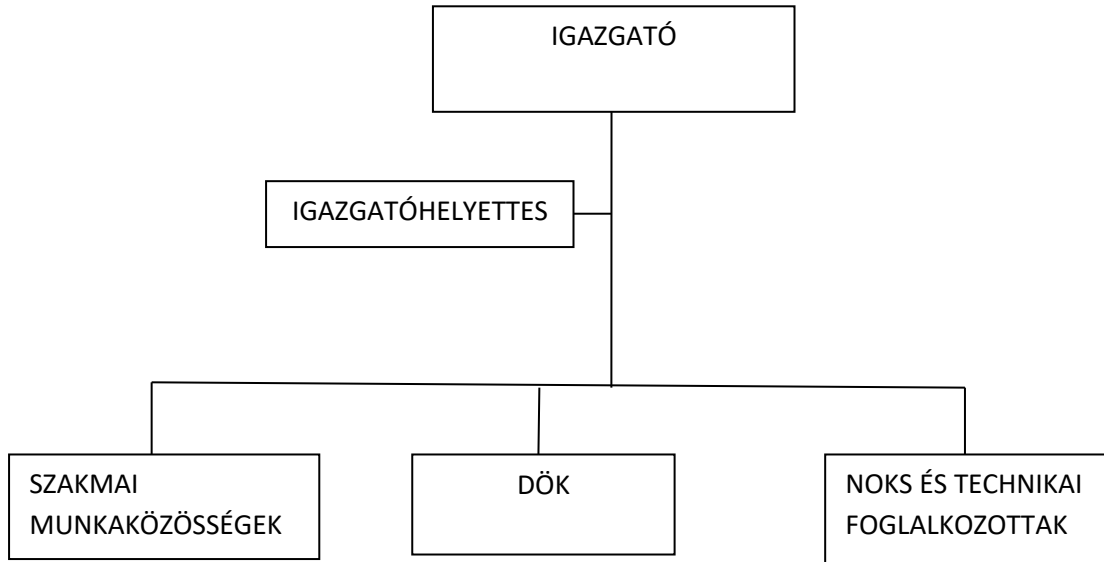 IGAZGATÓ
IGAZGATÓHELYETTES
SZAKMAI
MUNKAKÖZÖSSÉGEK
DÖK
NOKS ÉS TECHNIKAI
FOGLALKOZOTTAK